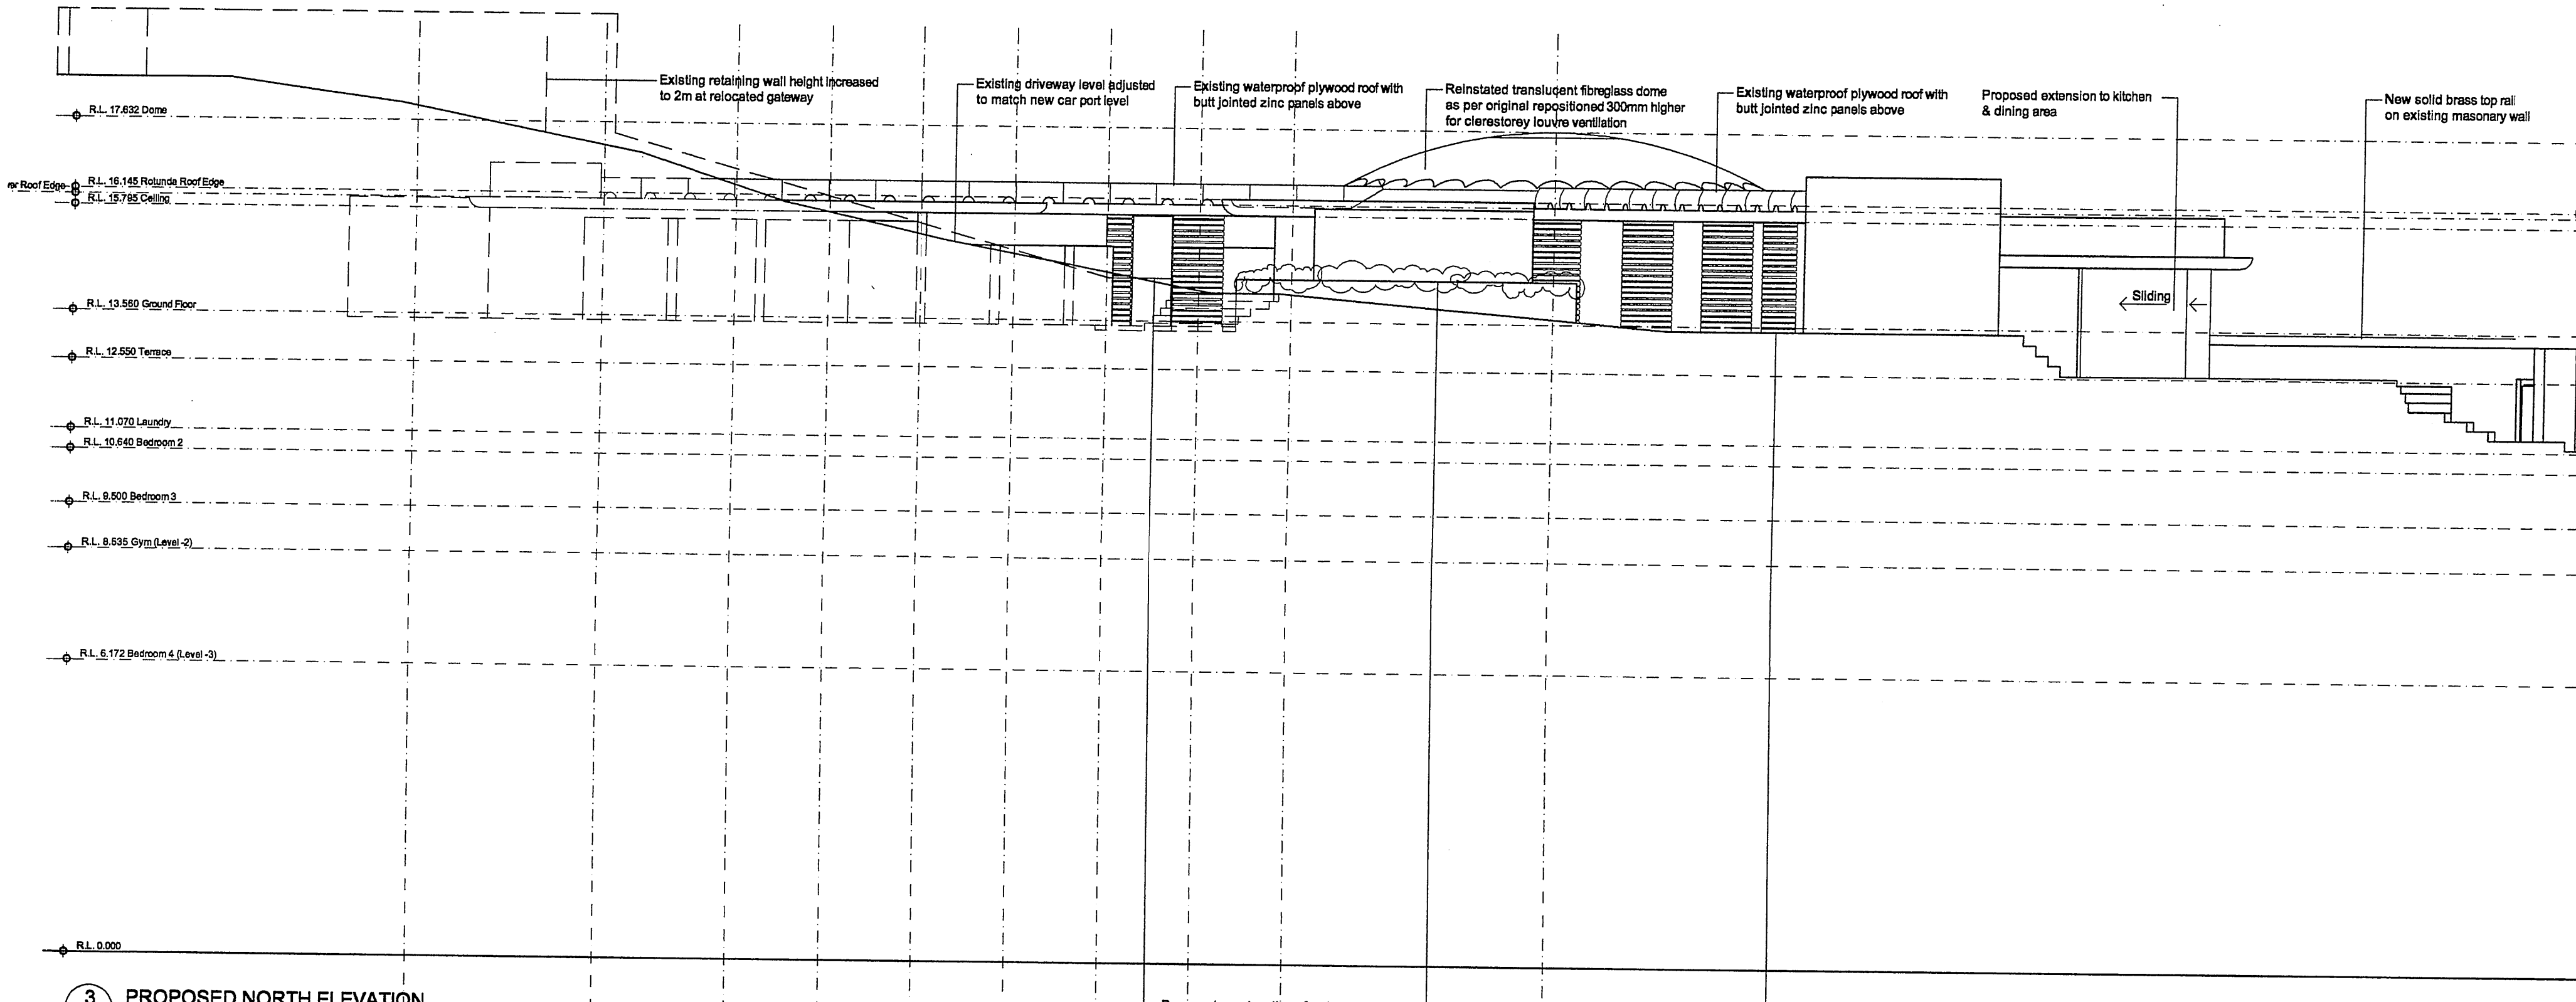 Existing retaining wall height increased
to 2m at relocated gateway
Existing driveway level adjusted
to match new car port level
Existing waterproof plywood roof with
butt jointed zinc panels above
Reinstated translucent fibreglass dome
as per original repositioned 300mm higher
for clerestorey louvre ventilation
Existing waterproof plywood roof with
butt jointed zinc panels above
Proposed extension to kitchen
& dining area
New solid brass top rail
on existing masonary wall
R.L. 17.632 Dome
Roof Edge
R.L. 16.145 Rotunda Roof Edge
R.L. 15.795 Ceiling
R.L. 13.560 Ground Floor
Sliding
R.L. 12.550 Terrace
R.L. 11.070 Laundry
R.L. 10.640 Bedroom 2
R.L. 9.500 Bedroom 3
R.L. 8.535 Gym (Level -2)
R.L. 6.172 Bedroom 4 (Level -3)
R.L. 0.000
3
PROPOSED NORTH ELEVATION